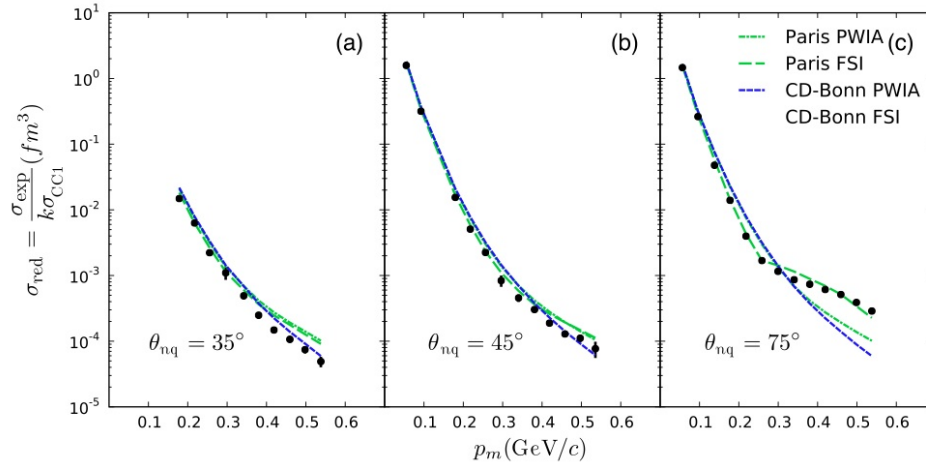 (a)
(b)
(c)
Paris PWIA
Paris FSI
CD-Bonn PWIA
CD-Bonn FSI
10^1
10^0
10^-1
10^-2
10^-3
10^-4
10^-5
σ_red = σ_exp / kσ_CC1 (fm^3)
θ_nq = 35°
θ_nq = 45°
θ_nq = 75°
0.1 0.2 0.3 0.4 0.5 0.6
0.1 0.2 0.3 0.4 0.5 0.6
0.1 0.2 0.3 0.4 0.5 0.6
p_m(GeV/c)